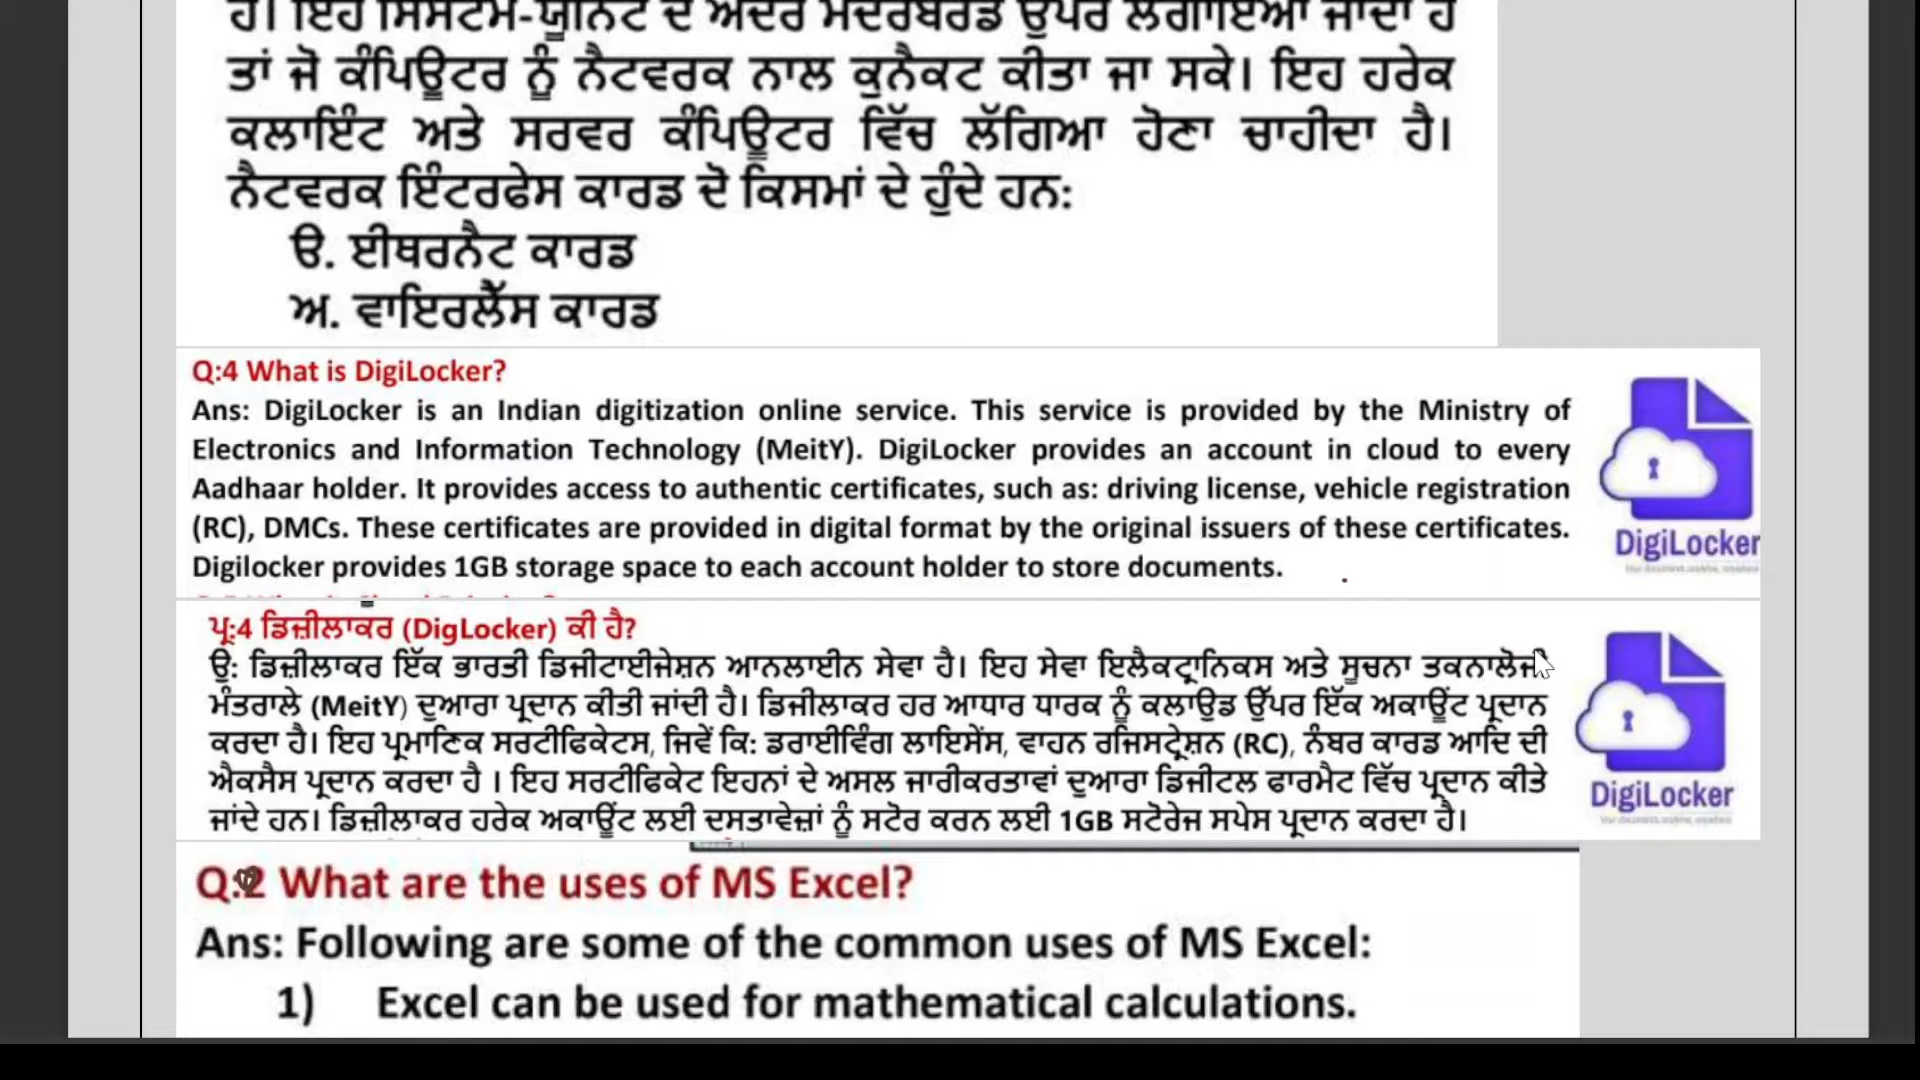 ਹੈ। ਇਹ ਸਿਸਟਮ-ਯੂਨਿਟ ਦੇ ਅੰਦਰ ਮਦਰਬੋਰਡ ਉੱਪਰ ਲਗਾਇਆ ਜਾਂਦਾ ਹੈ
ਤਾਂ ਜੋ ਕੰਪਿਊਟਰ ਨੂੰ ਨੈਟਵਰਕ ਨਾਲ ਕੁਨੈਕਟ ਕੀਤਾ ਜਾ ਸਕੇ। ਇਹ ਹਰੇਕ
ਕਲਾਇੰਟ ਅਤੇ ਸਰਵਰ ਕੰਪਿਊਟਰ ਵਿੱਚ ਲੱਗਿਆ ਹੋਣਾ ਚਾਹੀਦਾ ਹੈ।
ਨੈਟਵਰਕ ਇੰਟਰਫੇਸ ਕਾਰਡ ਦੋ ਕਿਸਮਾਂ ਦੇ ਹੁੰਦੇ ਹਨ:
ੳ. ਈਥਰਨੈਟ ਕਾਰਡ
ਅ. ਵਾਇਰਲੈੱਸ ਕਾਰਡ
Q:4 What is DigiLocker?
Ans: DigiLocker is an Indian digitization online service. This service is provided by the Ministry of
Electronics and Information Technology (MeitY). DigiLocker provides an account in cloud to every
Aadhaar holder. It provides access to authentic certificates, such as: driving license, vehicle registration
(RC), DMCs. These certificates are provided in digital format by the original issuers of these certificates.
Digilocker provides 1GB storage space to each account holder to store documents.
DigiLocker
ਪ੍ਰ:4 ਡਿਜ਼ੀਲਾਕਰ (DigLocker) ਕੀ ਹੈ?
ਉ: ਡਿਜ਼ੀਲਾਕਰ ਇੱਕ ਭਾਰਤੀ ਡਿਜੀਟਾਈਜੇਸ਼ਨ ਆਨਲਾਈਨ ਸੇਵਾ ਹੈ। ਇਹ ਸੇਵਾ ਇਲੈਕਟ੍ਰਾਨਿਕਸ ਅਤੇ ਸੂਚਨਾ ਤਕਨਾਲੋਜੀ
ਮੰਤਰਾਲੇ (MeitY) ਦੁਆਰਾ ਪ੍ਰਦਾਨ ਕੀਤੀ ਜਾਂਦੀ ਹੈ। ਡਿਜੀਲਾਕਰ ਹਰ ਆਧਾਰ ਧਾਰਕ ਨੂੰ ਕਲਾਉਡ ਉੱਪਰ ਇੱਕ ਅਕਾਊਂਟ ਪ੍ਰਦਾਨ
ਕਰਦਾ ਹੈ। ਇਹ ਪ੍ਰਮਾਣਿਕ ਸਰਟੀਫਿਕੇਟਸ, ਜਿਵੇਂ ਕਿ: ਡਰਾਈਵਿੰਗ ਲਾਇਸੇਂਸ, ਵਾਹਨ ਰਜਿਸਟ੍ਰੇਸ਼ਨ (RC), ਨੰਬਰ ਕਾਰਡ ਆਦਿ ਦੀ
ਐਕਸੈਸ ਪ੍ਰਦਾਨ ਕਰਦਾ ਹੈ । ਇਹ ਸਰਟੀਫਿਕੇਟ ਇਹਨਾਂ ਦੇ ਅਸਲ ਜਾਰੀਕਰਤਾਵਾਂ ਦੁਆਰਾ ਡਿਜੀਟਲ ਫਾਰਮੈਟ ਵਿੱਚ ਪ੍ਰਦਾਨ ਕੀਤੇ
ਜਾਂਦੇ ਹਨ। ਡਿਜ਼ੀਲਾਕਰ ਹਰੇਕ ਅਕਾਊਂਟ ਲਈ ਦਸਤਾਵੇਜ਼ਾਂ ਨੂੰ ਸਟੋਰ ਕਰਨ ਲਈ 1GB ਸਟੋਰੇਜ ਸਪੇਸ ਪ੍ਰਦਾਨ ਕਰਦਾ ਹੈ।
DigiLocker
Q:2 What are the uses of MS Excel?
Ans: Following are some of the common uses of MS Excel:
1) Excel can be used for mathematical calculations.